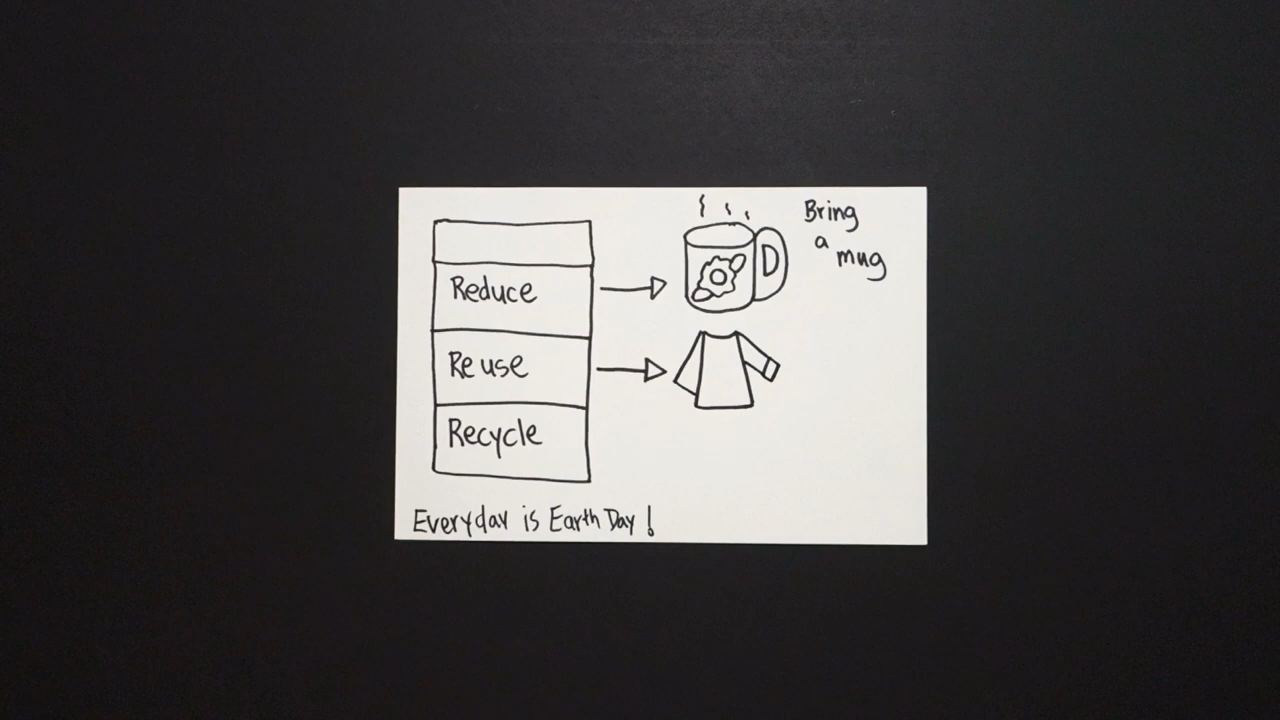 Bring
a
mug
Reduce
Reuse
Recycle
Everyday is Earth Day!